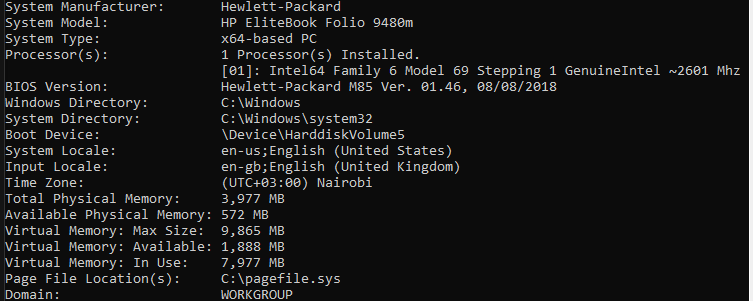 System Manufacturer: Hewlett-Packard
System Model: HP EliteBook Folio 9480m
System Type: x64-based PC
Processor(s): 1 Processor(s) Installed.
[01]: Intel64 Family 6 Model 69 Stepping 1 GenuineIntel ~2601 Mhz
BIOS Version: Hewlett-Packard M85 Ver. 01.46, 08/08/2018
Windows Directory: C:\Windows
System Directory: C:\Windows\system32
Boot Device: \Device\HarddiskVolume5
System Locale: en-us;English (United States)
Input Locale: en-gb;English (United Kingdom)
Time Zone: (UTC+03:00) Nairobi
Total Physical Memory: 3,977 MB
Available Physical Memory: 572 MB
Virtual Memory: Max Size: 9,865 MB
Virtual Memory: Available: 1,888 MB
Virtual Memory: In Use: 7,977 MB
Page File Location(s): C:\pagefile.sys
Domain: WORKGROUP